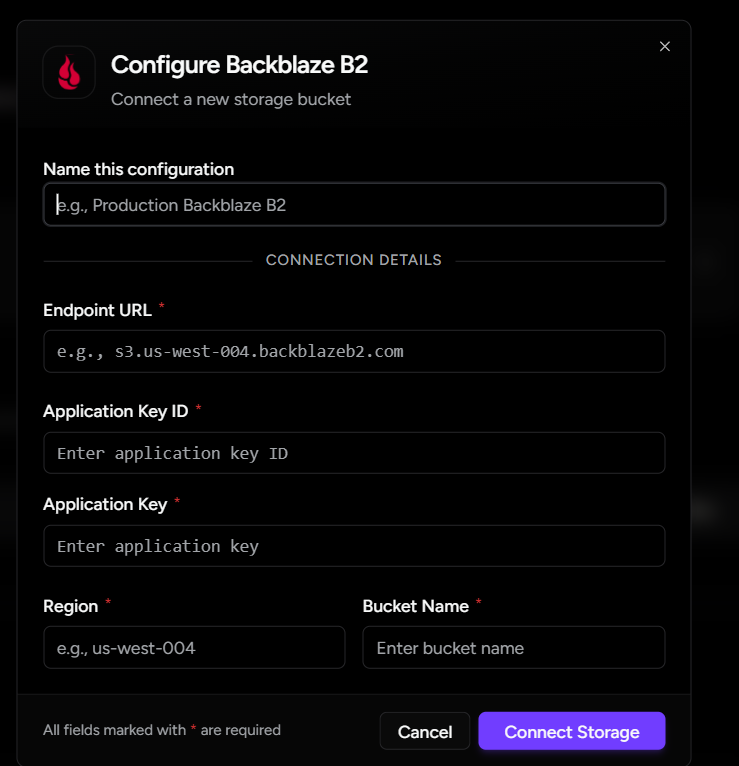 Configure Backblaze B2
Connect a new storage bucket
Name this configuration
e.g., Production Backblaze B2
CONNECTION DETAILS
Endpoint URL *
e.g., s3.us-west-004.backblazeb2.com
Application Key ID *
Enter application key ID
Application Key *
Enter application key
Region * Bucket Name *
e.g., us-west-004 Enter bucket name
All fields marked with * are required Cancel Connect Storage